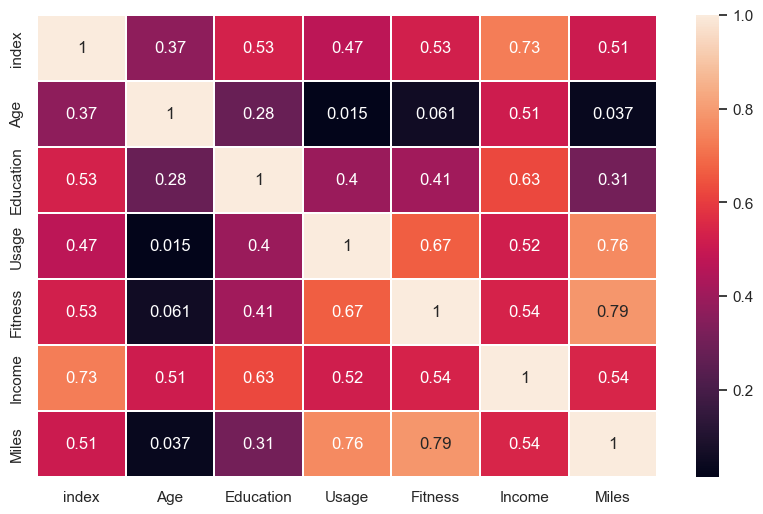 index 1 0.37 0.53 0.47 0.53 0.73 0.51
Age 0.37 1 0.28 0.015 0.061 0.51 0.037
Education 0.53 0.28 1 0.4 0.41 0.63 0.31
Usage 0.47 0.015 0.4 1 0.67 0.52 0.76
Fitness 0.53 0.061 0.41 0.67 1 0.54 0.79
Income 0.73 0.51 0.63 0.52 0.54 1 0.54
Miles 0.51 0.037 0.31 0.76 0.79 0.54 1
index Age Education Usage Fitness Income Miles
1.0
0.8
0.6
0.4
0.2